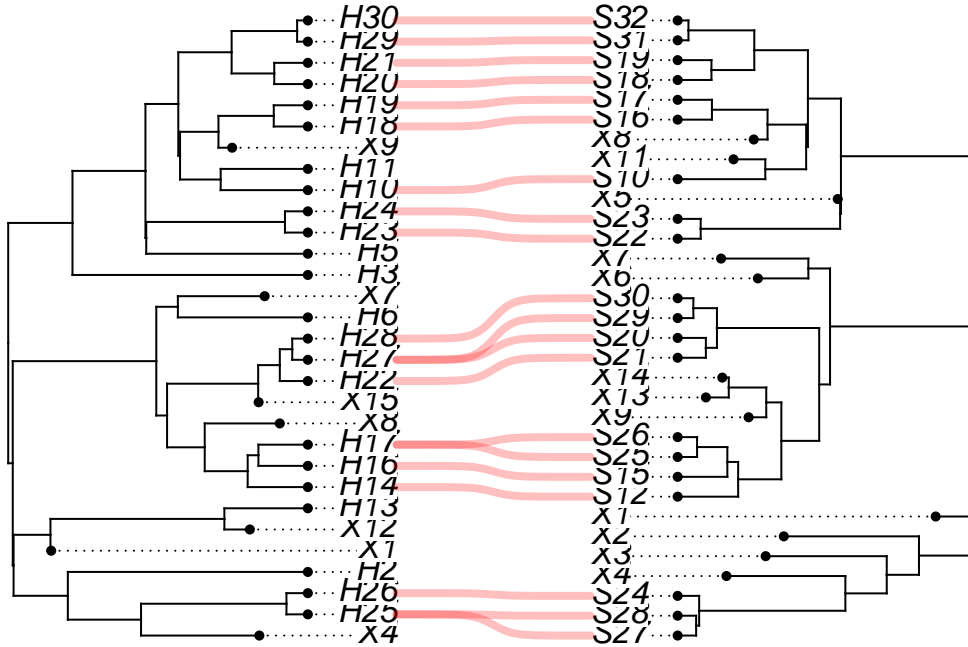 H30
H29
H21
H20
H19
H18
X9
H11
H10
H24
H23
H5
H3
X7
H6
H28
H27
H22
X15
X8
H17
H16
H14
H13
X12
X1
H2
H26
H25
X4
S32
S31
S19
S18
S17
S16
X8
X11
S10
X5
S23
S22
X7
X6
S30
S29
S20
S21
X14
X13
X9
S26
S25
S15
S12
X1
X2
X3
X4
S24
S28
S27